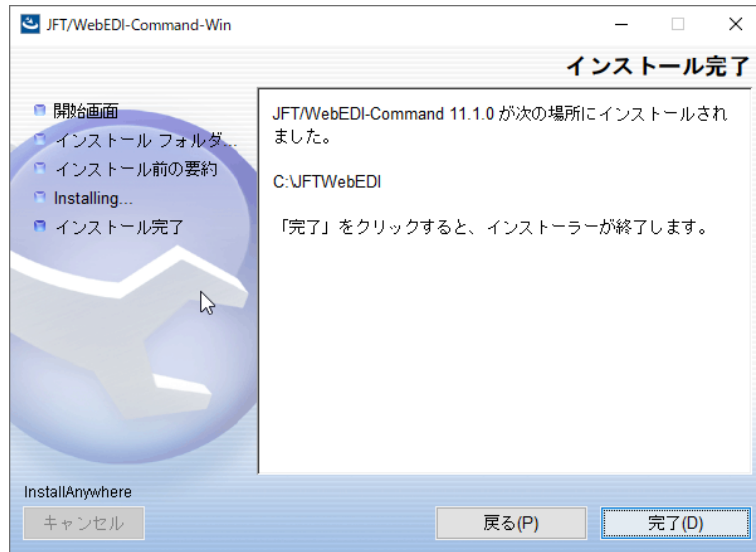 JFT/WebEDI-Command-Win
インストール完了
開始画面
インストール フォルダ...
インストール前の要約
Installing...
インストール完了
JFT/WebEDI-Command 11.1.0 が次の場所にインストールされ
ました。
C:\JFTWebEDI
「完了」をクリックすると、インストーラーが終了します。
InstallAnywhere
キャンセル
戻る(P)
完了(D)